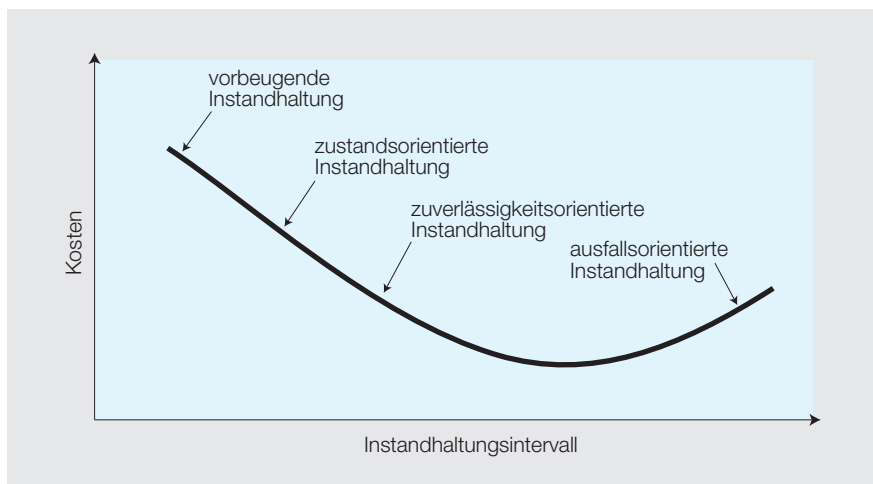 vorbeugende
Instandhaltung
zustandsorientierte
Instandhaltung
zuverlässigkeitsorientierte
Instandhaltung
ausfallsorientierte
Instandhaltung
Kosten
Instandhaltungsintervall